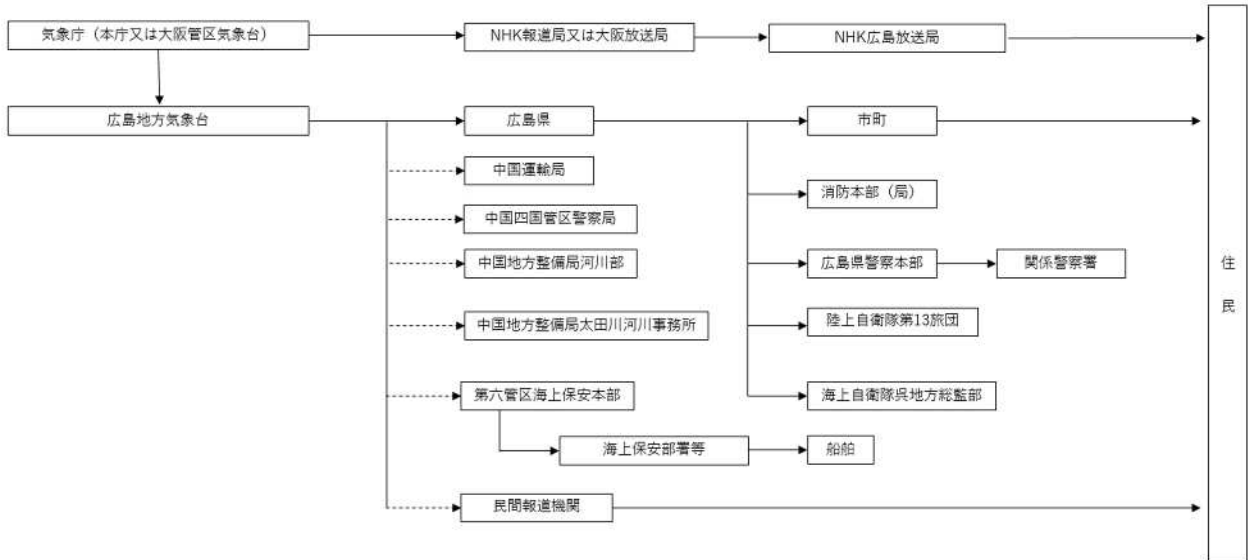 気象庁（本庁又は大阪管区気象台）
NHK報道局又は大阪放送局
NHK広島放送局
広島地方気象台
広島県
市町
中国運輸局
消防本部（局）
中国四国管区警察局
中国地方整備局河川部
広島県警察本部
関係警察署
中国地方整備局太田川河川事務所
陸上自衛隊第13旅団
第六管区海上保安本部
海上自衛隊呉地方総監部
海上保安部署等
船舶
民間報道機関
住民